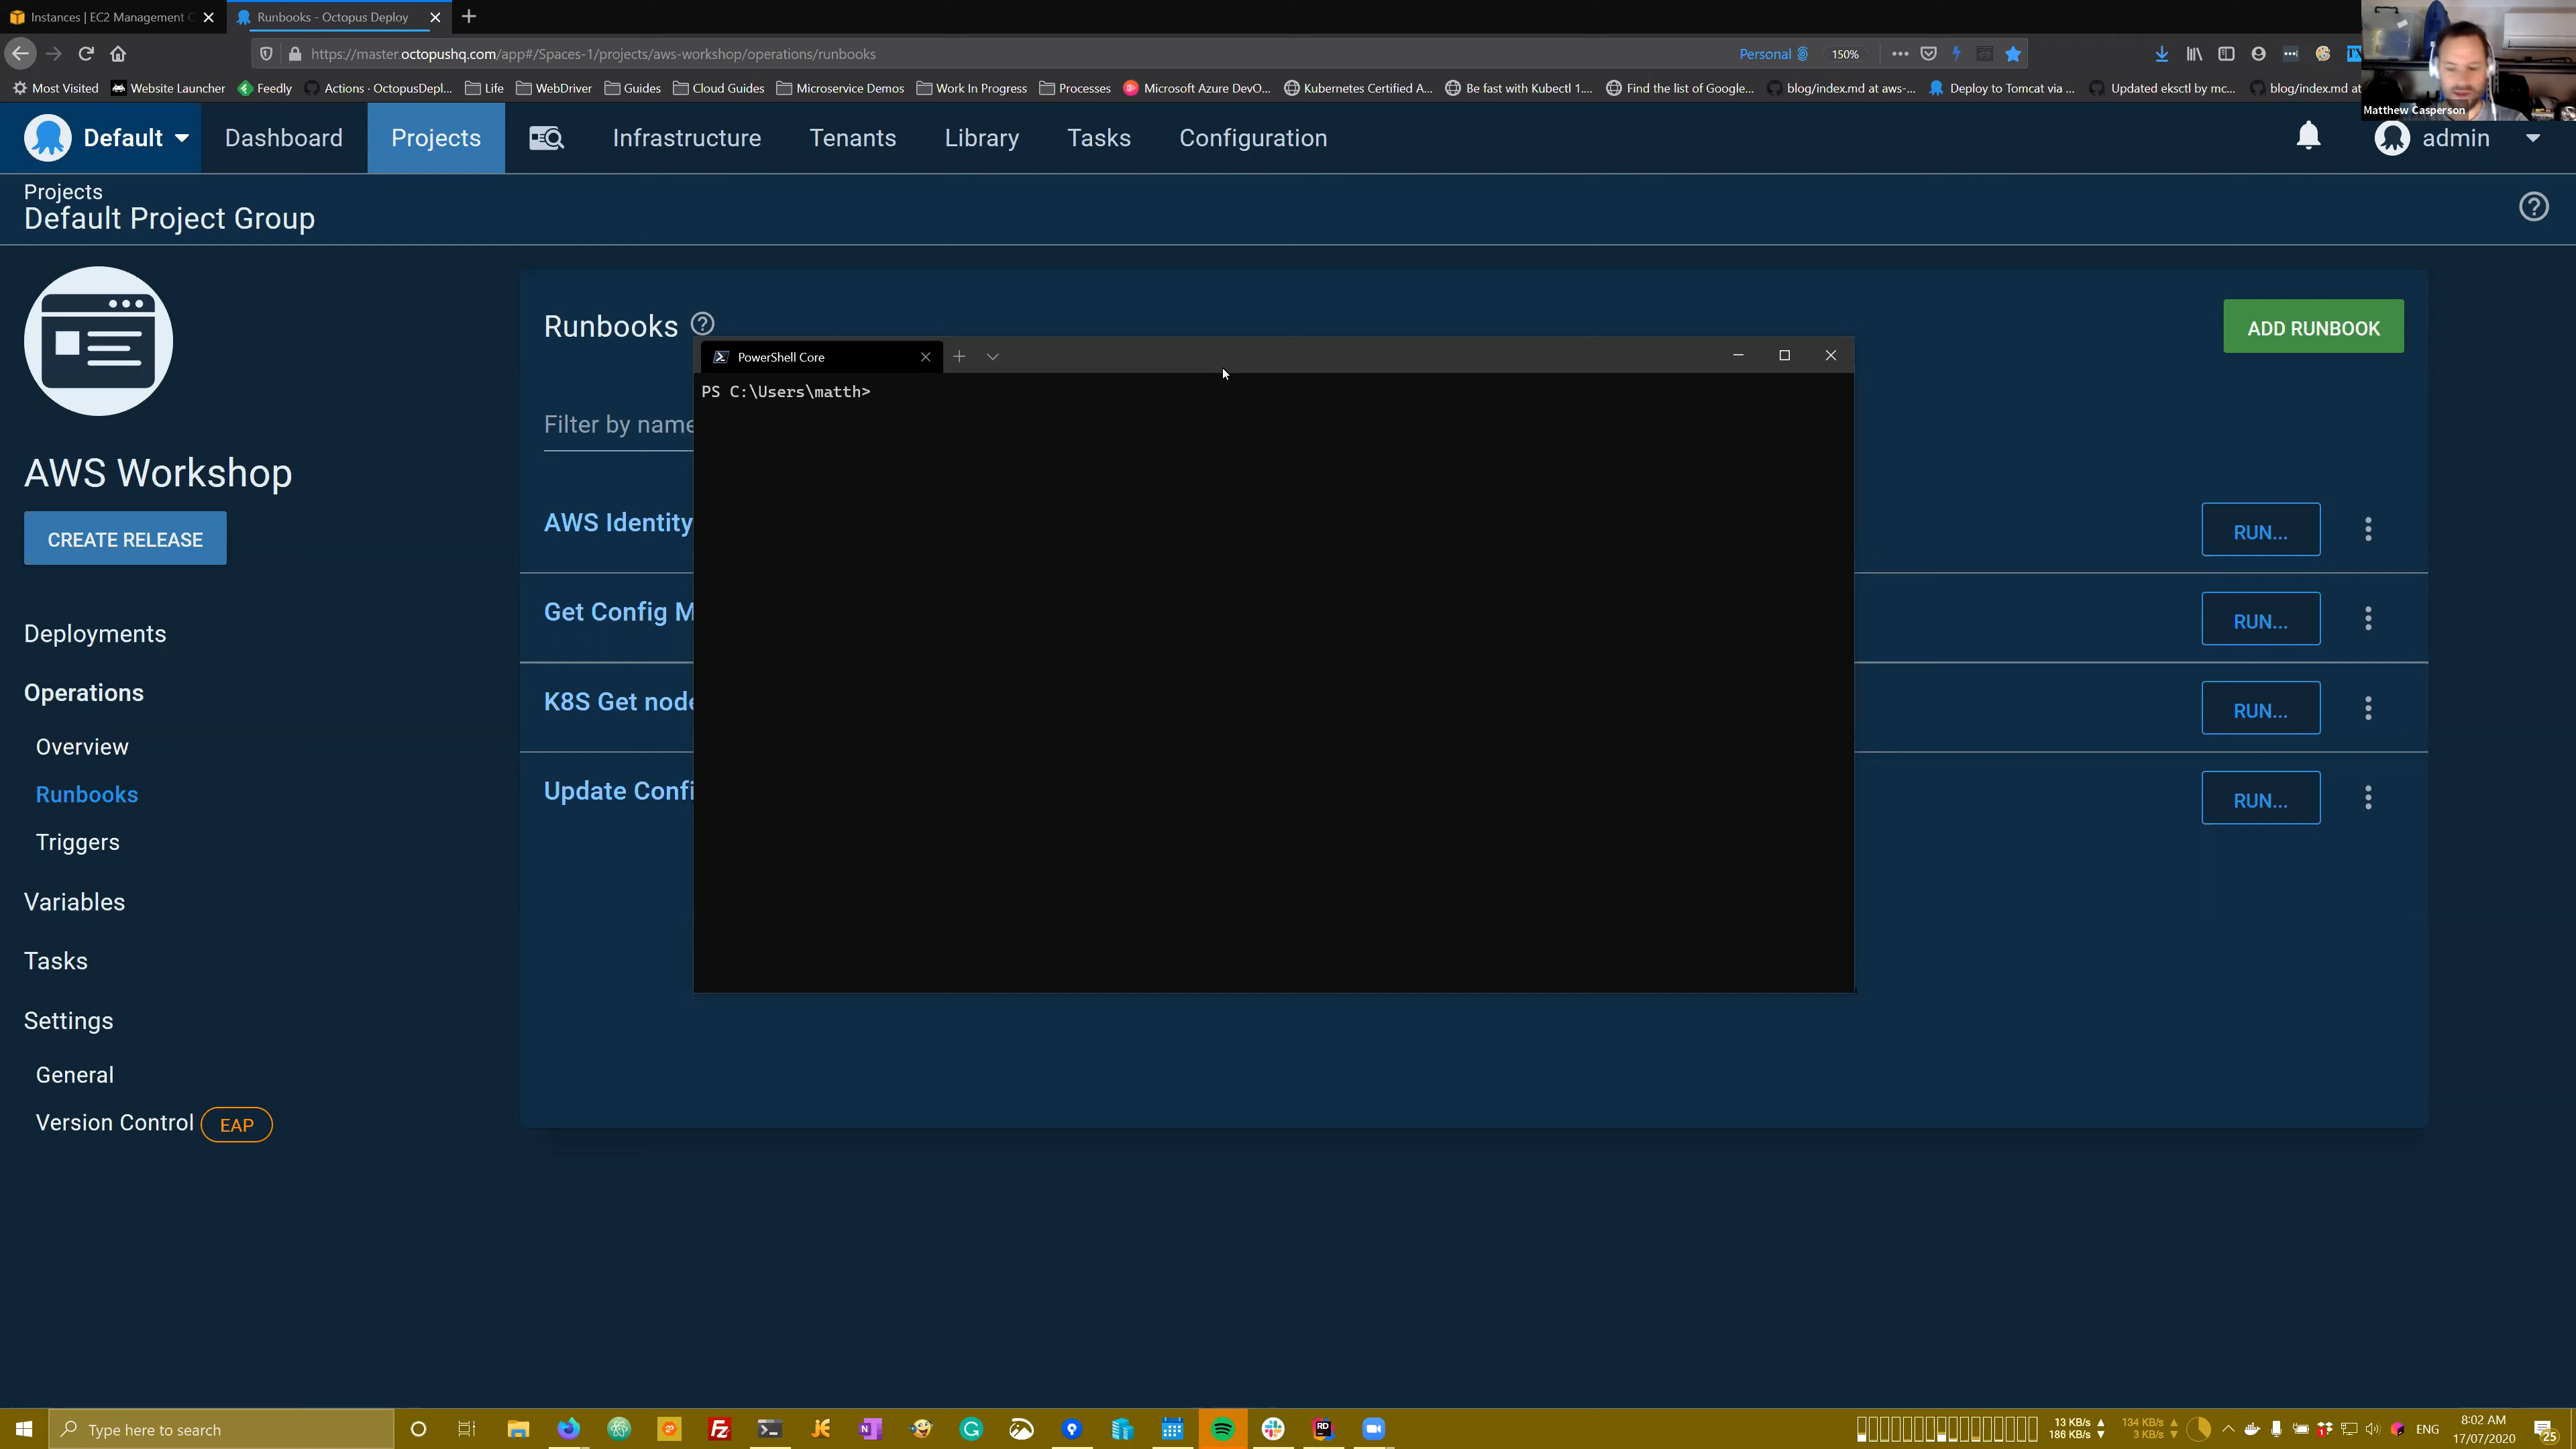 Instances | EC2 Management C
Runbooks - Octopus Deploy
https://master.octopushq.com/app#/Spaces-1/projects/aws-workshop/operations/runbooks
Personal
150%
Most Visited
Website Launcher
Feedly
Actions · OctopusDepl...
Life
WebDriver
Guides
Cloud Guides
Microservice Demos
Work In Progress
Processes
Microsoft Azure DevO...
Kubernetes Certified A...
Be fast with Kubectl 1....
Find the list of Google...
blog/index.md at aws-...
Deploy to Tomcat via ...
Updated eksctl by mc...
blog/index.md at
Matthew Casperson
Default
Dashboard
Projects
Infrastructure
Tenants
Library
Tasks
Configuration
admin
Projects
Default Project Group
AWS Workshop
CREATE RELEASE
Deployments
Operations
Overview
Runbooks
Triggers
Variables
Tasks
Settings
General
Version Control
EAP
Runbooks
ADD RUNBOOK
Filter by name
AWS Identity
RUN...
Get Config M
RUN...
K8S Get node
RUN...
Update Confi
RUN...
PowerShell Core
PS C:\Users\matth>
Type here to search
13 KB/s
186 KB/s
134 KB/s
3 KB/s
ENG
8:02 AM
17/07/2020
25